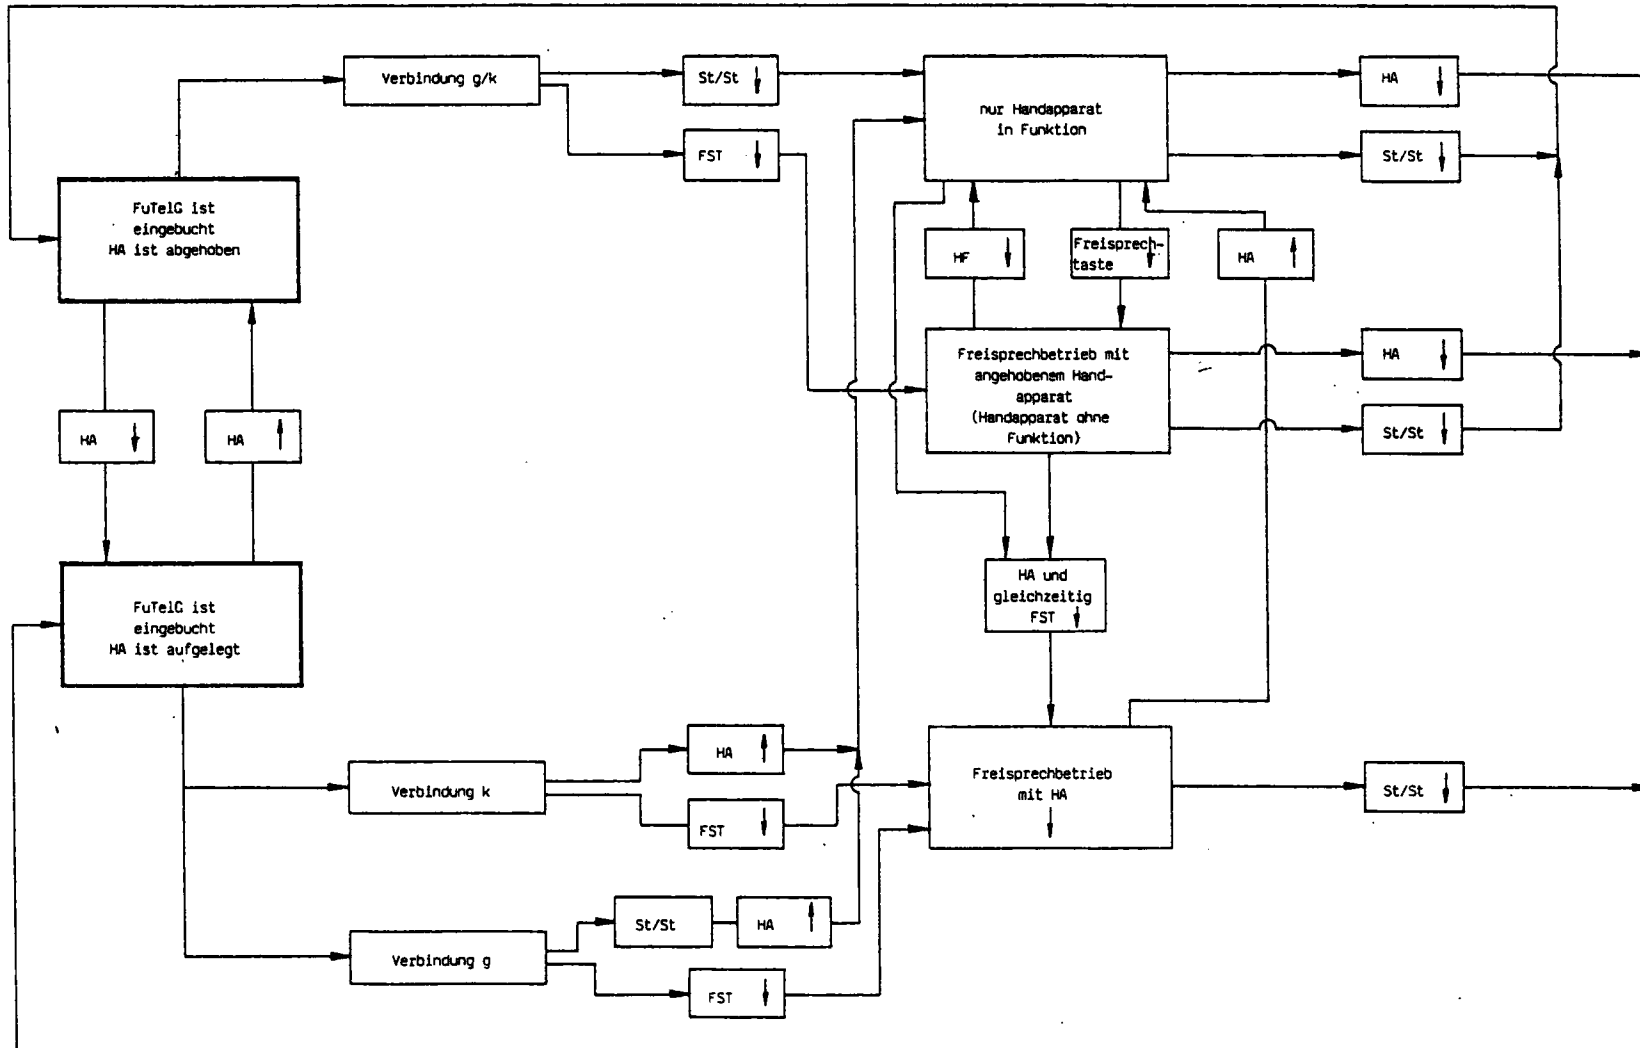 Verbindung g/k
St/St ↓
FST ↓
nur Handapparat
in Funktion
HA ↓
St/St ↓
FuTelG ist
eingebucht
HA ist abgehoben
HF ↓
Freisprech-
taste ↓
HA ↑
Freisprechbetrieb mit
angehobenem Hand-
apparat
(Handapparat ohne
Funktion)
HA ↓
St/St ↓
HA ↓
HA ↑
HA und
gleichzeitig
FST ↓
FuTelG ist
eingebucht
HA ist aufgelegt
HA ↑
Verbindung k
FST ↓
Freisprechbetrieb
mit HA
↓
St/St ↓
St/St
HA ↑
Verbindung g
FST ↓